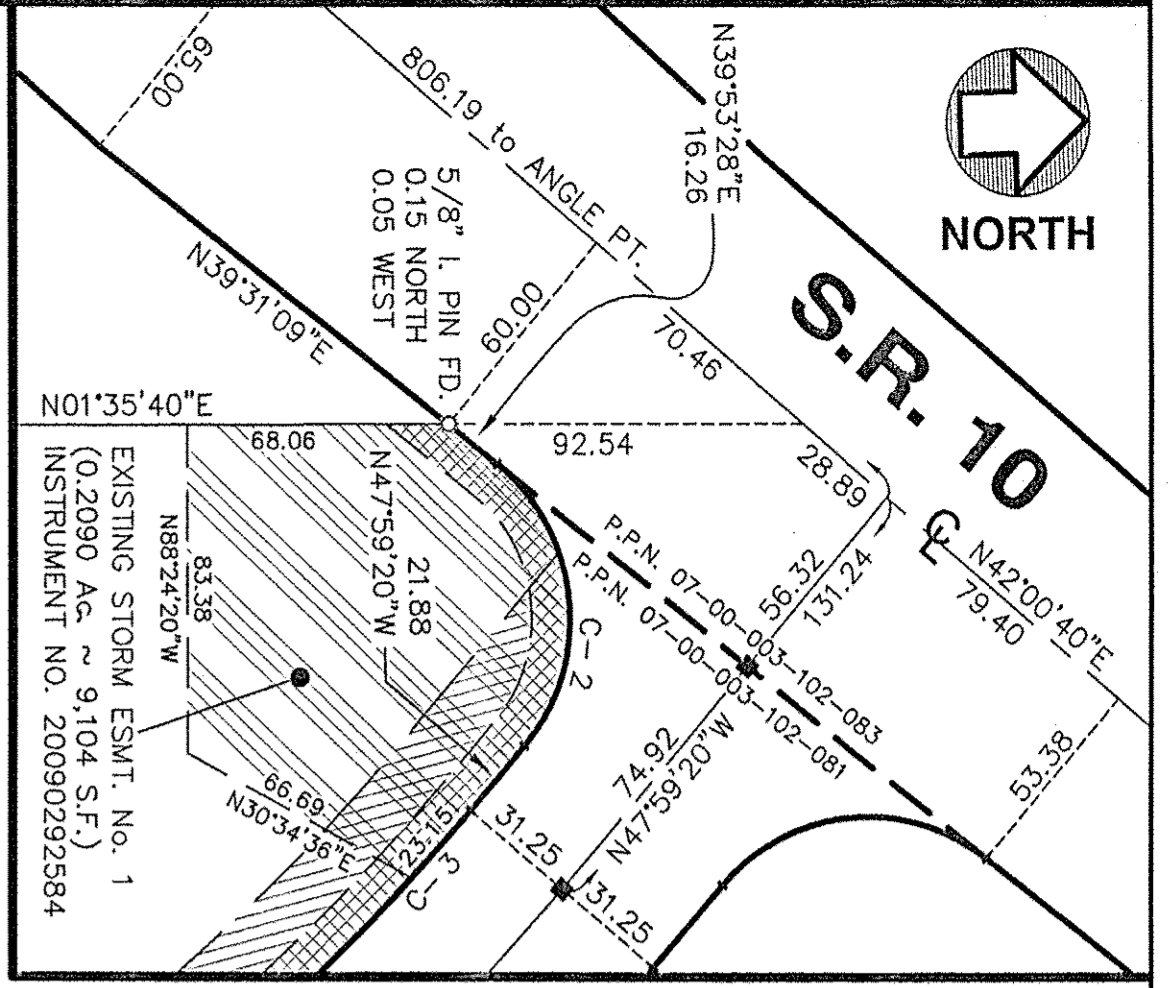 NORTH
S.R. 10
N39°53'28"E
16.26
806.19 to ANGLE PT.
65.00
5/8" I. PIN FD.
0.15 NORTH
0.05 WEST
60.00
70.46
28.89
92.54
N39°31'09"E
N01°35'40"E
68.06
CL N42°00'40"E
79.40
56.32
131.24
P.P.N. 07-00-003-102-083
P.P.N. 07-00-003-102-081
53.38
74.92
N47°59'20"W
21.88
N47°59'20"W
C-2
83.38
N88°24'20"W
66.69
N30°34'36"E
23.15
C-3
31.25
31.25
EXISTING STORM ESMT. No. 1
(0.2090 Ac. ~ 9,104 S.F.)
INSTRUMENT NO. 20090292584